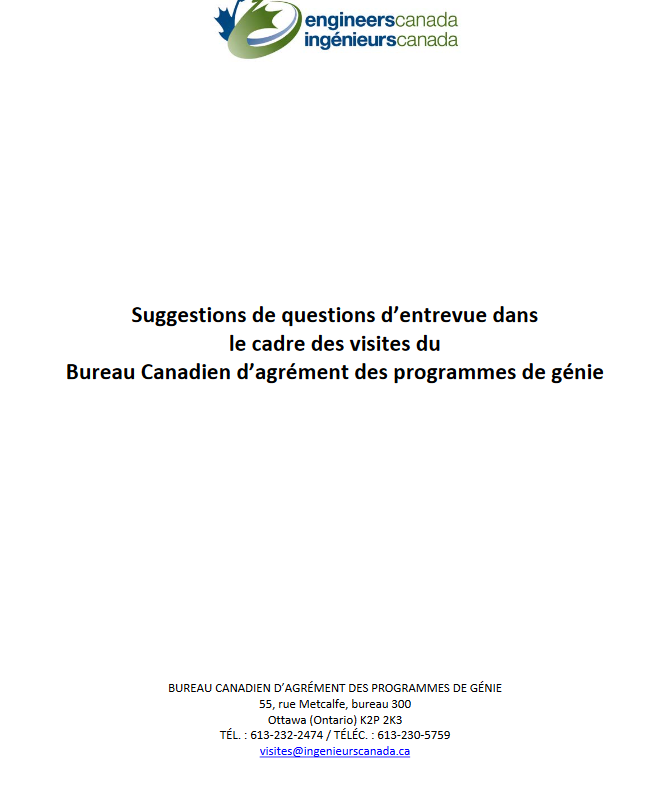 engineerscanada
ingénieurscanada
Suggestions de questions d’entrevue dans
le cadre des visites du
Bureau Canadien d’agrément des programmes de génie
BUREAU CANADIEN D’AGRÉMENT DES PROGRAMMES DE GÉNIE
55, rue Metcalfe, bureau 300
Ottawa (Ontario) K2P 2K3
TÉL. : 613-232-2474 / TÉLÉC. : 613-230-5759
visites@ingenieurscanada.ca